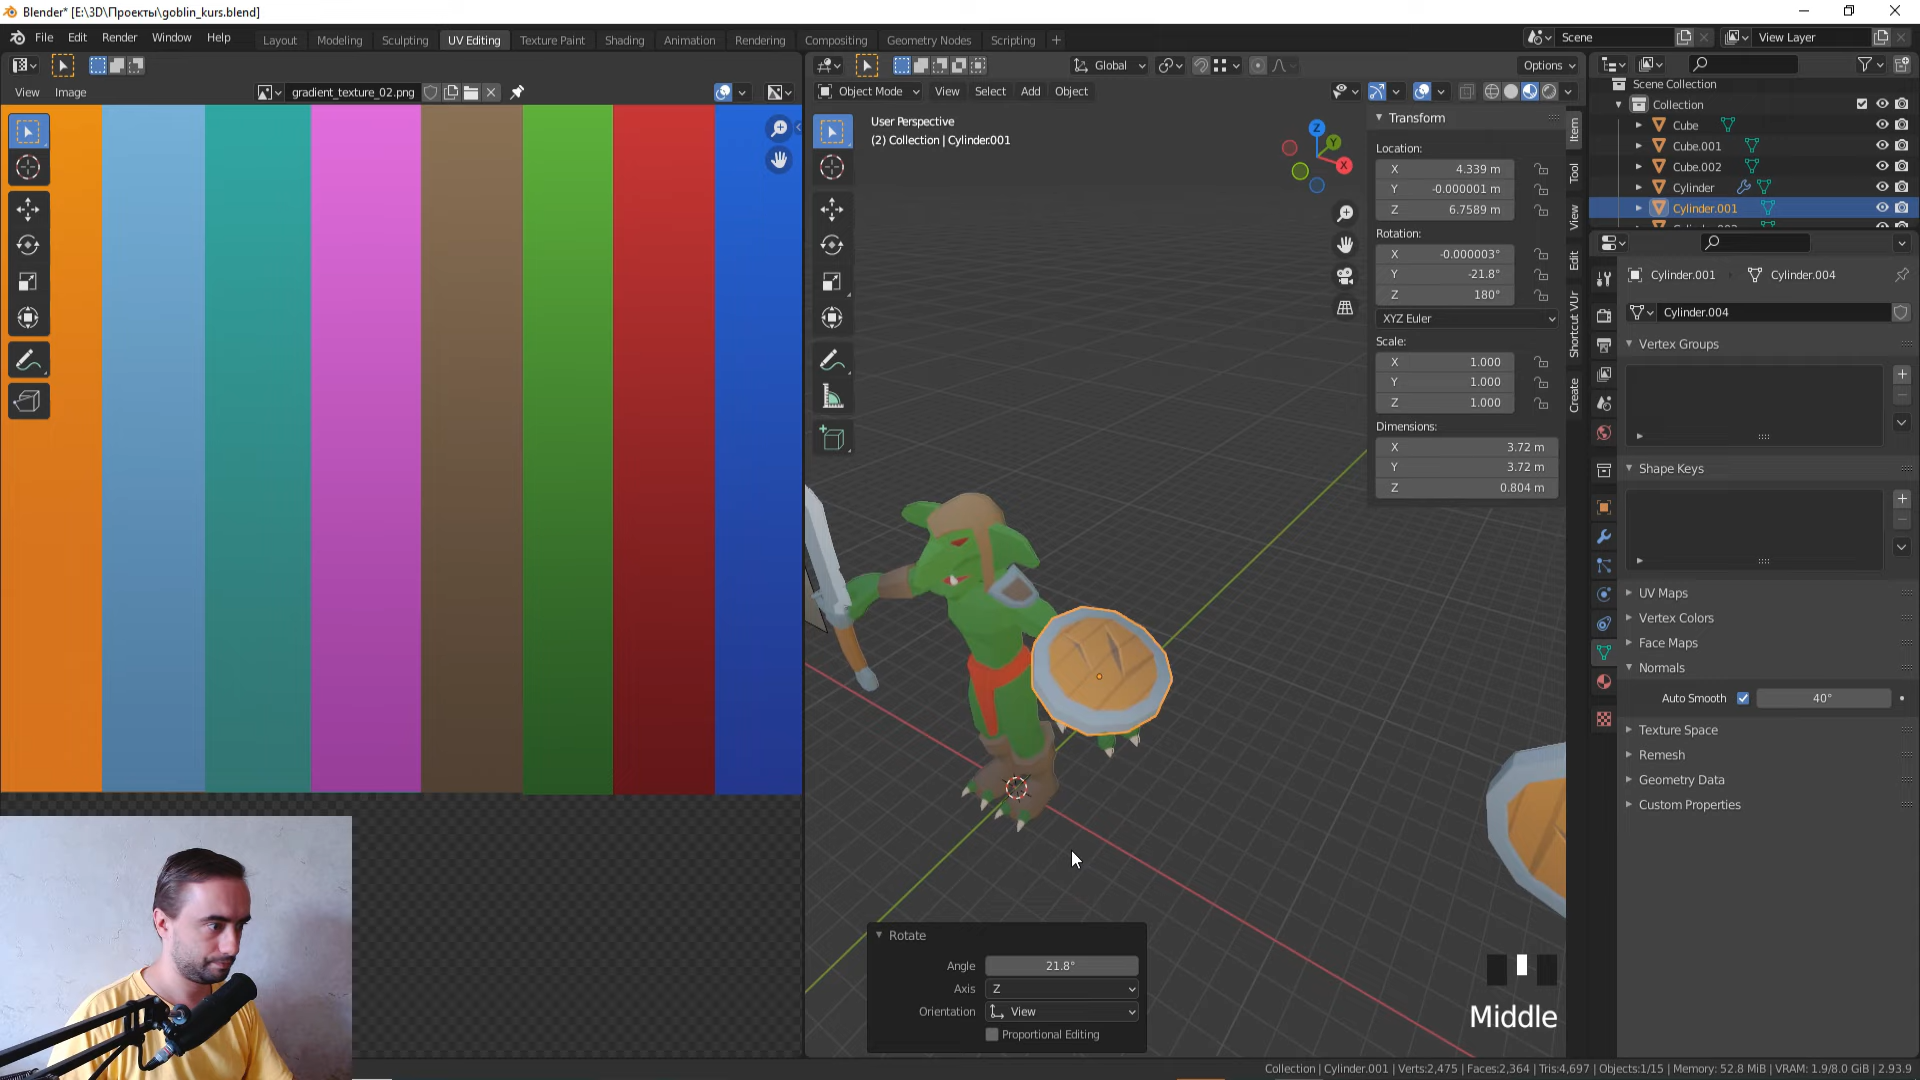 Blender* [E:\3D\Проекты\goblin_kurs.blend]
File Edit Render Window Help
Layout Modeling Sculpting UV Editing Texture Paint Shading Animation Rendering Compositing Geometry Nodes Scripting +
Scene View Layer
Global Options
View Image gradient_texture_02.png
Object Mode View Select Add Object
User Perspective
(2) Collection | Cylinder.001
Z
Y
X
Transform
Location:
X 4.339 m
Y -0.000001 m
Z 6.7589 m
Rotation:
X -0.000003°
Y -21.8°
Z 180°
XYZ Euler
Scale:
X 1.000
Y 1.000
Z 1.000
Dimensions:
X 3.72 m
Y 3.72 m
Z 0.804 m
Item
Tool
View
Edit
Shortcut VUr
Create
Scene Collection
Collection
Cube
Cube.001
Cube.002
Cylinder
Cylinder.001
Cylinder.001 Cylinder.004
Cylinder.004
Vertex Groups
Shape Keys
UV Maps
Vertex Colors
Face Maps
Normals
Auto Smooth 40°
Texture Space
Remesh
Geometry Data
Custom Properties
Rotate
Angle 21.8°
Axis Z
Orientation View
Proportional Editing
Middle
Collection | Cylinder.001 | Verts:2,475 | Faces:2,364 | Tris:4,697 | Objects:1/15 | Memory: 52.8 MiB | VRAM: 1.9/8.0 GiB | 2.93.9